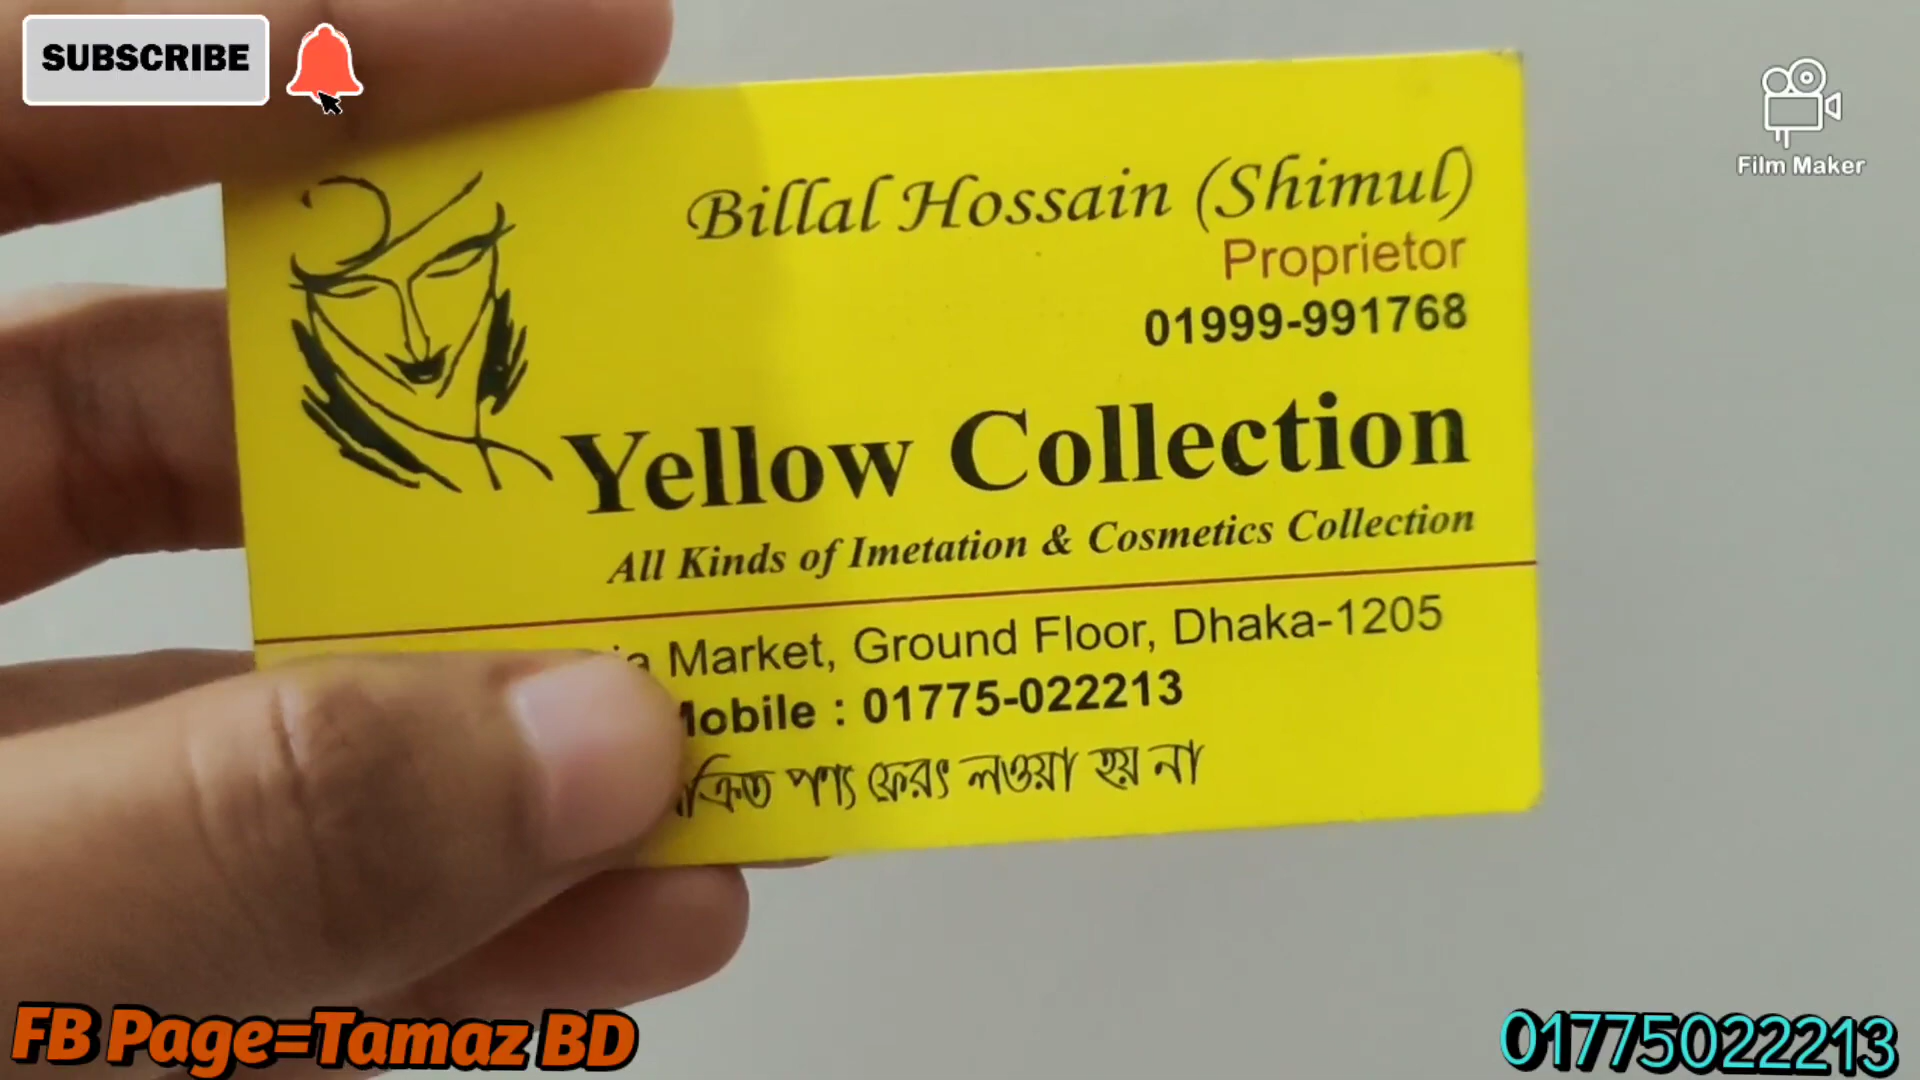 SUBSCRIBE
Film Maker
Billal Hossain (Shimul)
Proprietor
01999-991768
Yellow Collection
All Kinds of Imetation & Cosmetics Collection
Market, Ground Floor, Dhaka-1205
Mobile : 01775-022213
পণ্য ফেরৎ লওয়া হয় না
FB Page=Tamaz BD
01775022213